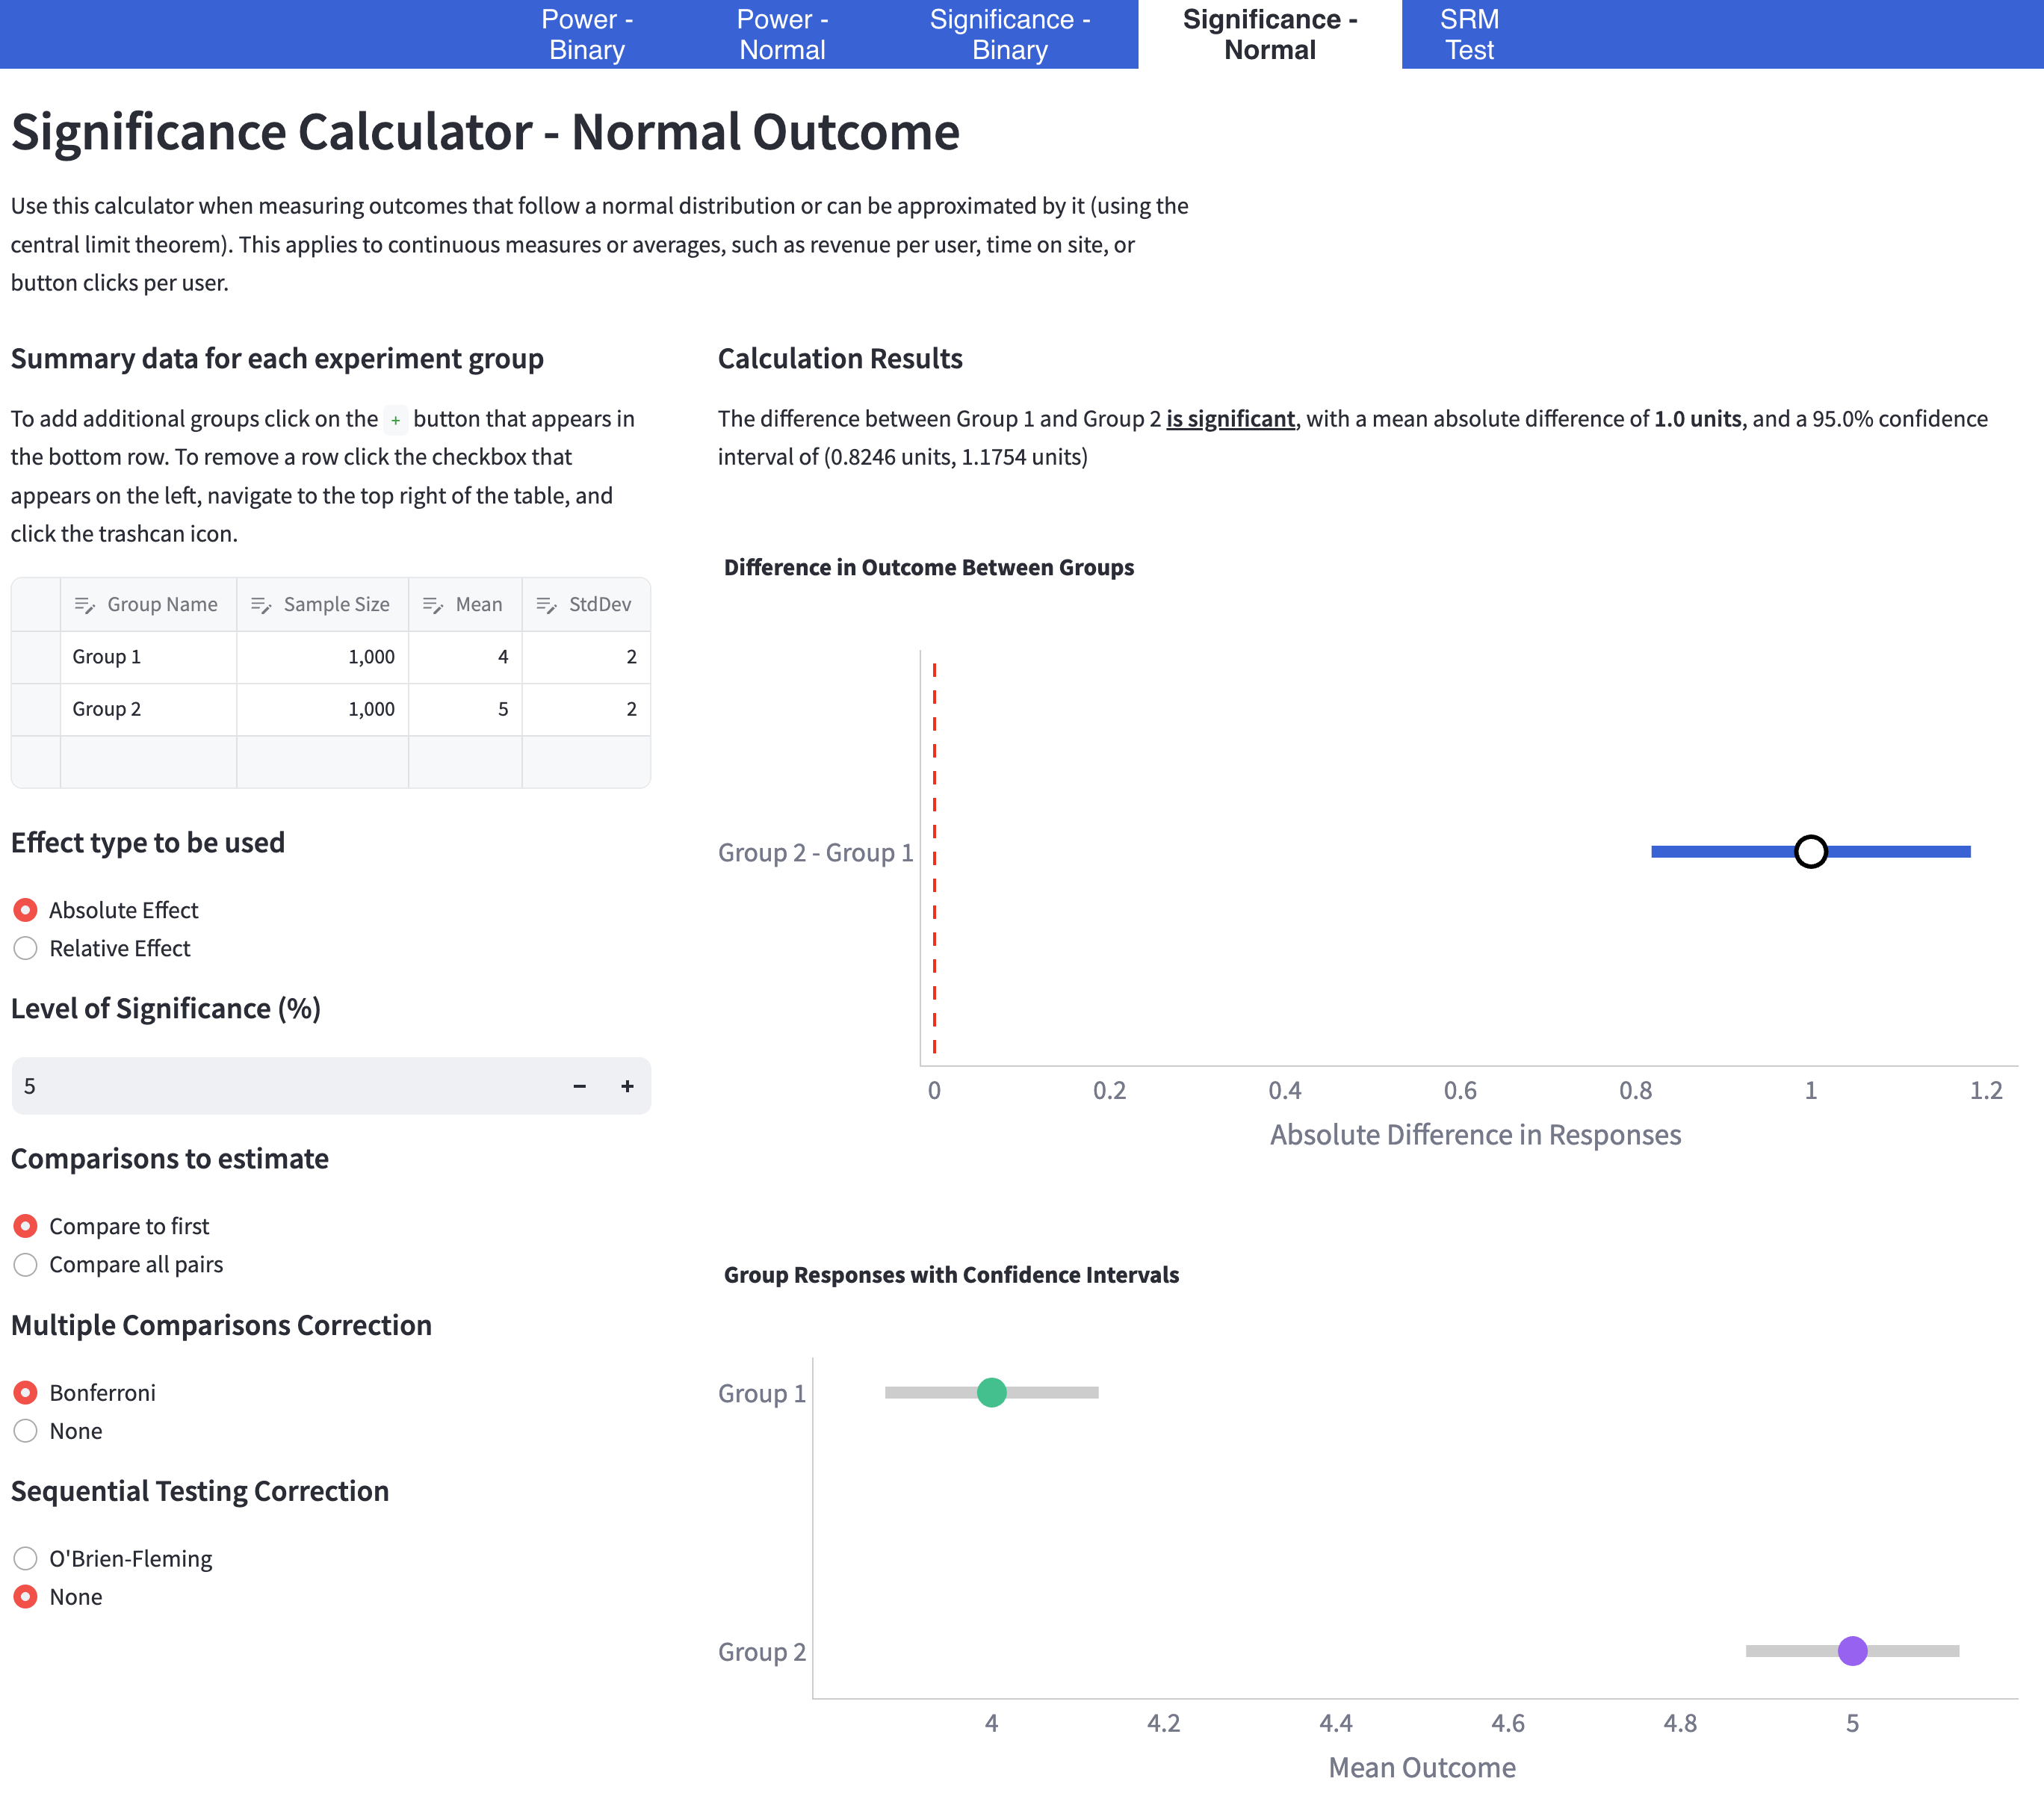 Power -
Binary
Power -
Normal
Significance -
Binary
Significance -
Normal
SRM
Test
Significance Calculator - Normal Outcome
Use this calculator when measuring outcomes that follow a normal distribution or can be approximated by it (using the
central limit theorem). This applies to continuous measures or averages, such as revenue per user, time on site, or
button clicks per user.
Summary data for each experiment group
To add additional groups click on the + button that appears in
the bottom row. To remove a row click the checkbox that
appears on the left, navigate to the top right of the table, and
click the trashcan icon.
Group Name Sample Size Mean StdDev
Group 1 1,000 4 2
Group 2 1,000 5 2
Effect type to be used
Absolute Effect
Relative Effect
Level of Significance (%)
5 − +
Comparisons to estimate
Compare to first
Compare all pairs
Multiple Comparisons Correction
Bonferroni
None
Sequential Testing Correction
O'Brien-Fleming
None
Calculation Results
The difference between Group 1 and Group 2 is significant, with a mean absolute difference of 1.0 units, and a 95.0% confidence
interval of (0.8246 units, 1.1754 units)
Difference in Outcome Between Groups
Group 2 - Group 1
0 0.2 0.4 0.6 0.8 1 1.2
Absolute Difference in Responses
Group Responses with Confidence Intervals
Group 1
Group 2
4 4.2 4.4 4.6 4.8 5
Mean Outcome